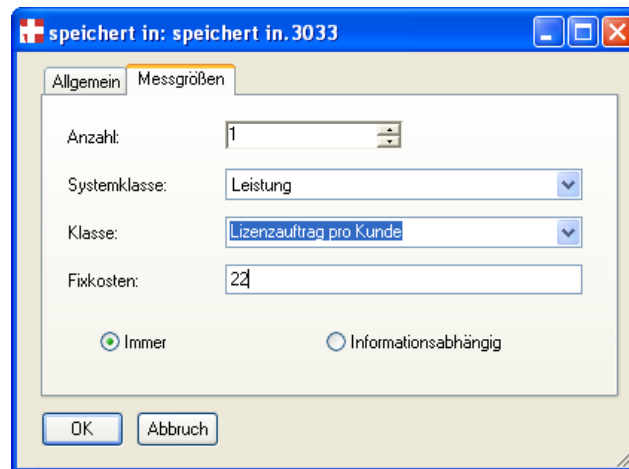 speichert in: speichert in.3033
Allgemein Messgrößen
Anzahl: 1
Systemklasse: Leistung
Klasse: Lizenzauftrag pro Kunde
Fixkosten: 22
Immer Informationsabhängig
OK Abbruch